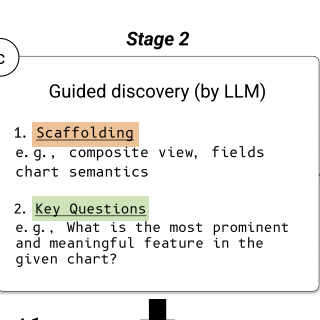 Stage 2
c
Guided discovery (by LLM)
1. Scaffolding
e.g., composite view, fields
chart semantics
2. Key Questions
e.g., What is the most prominent
and meaningful feature in the
given chart?